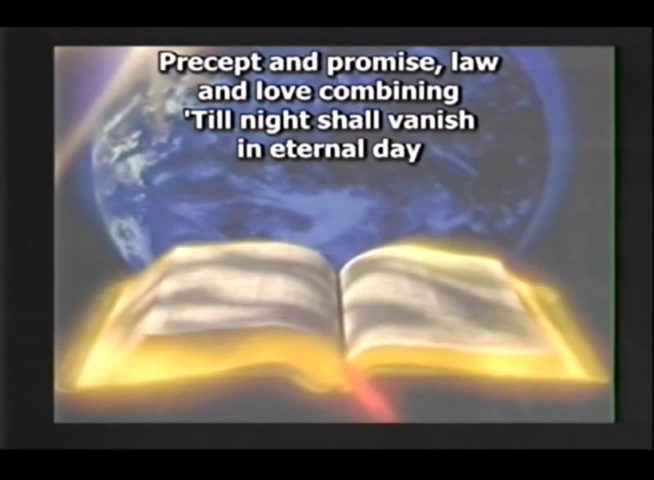 Precept and promise, law
and love combining
'Till night shall vanish
in eternal day